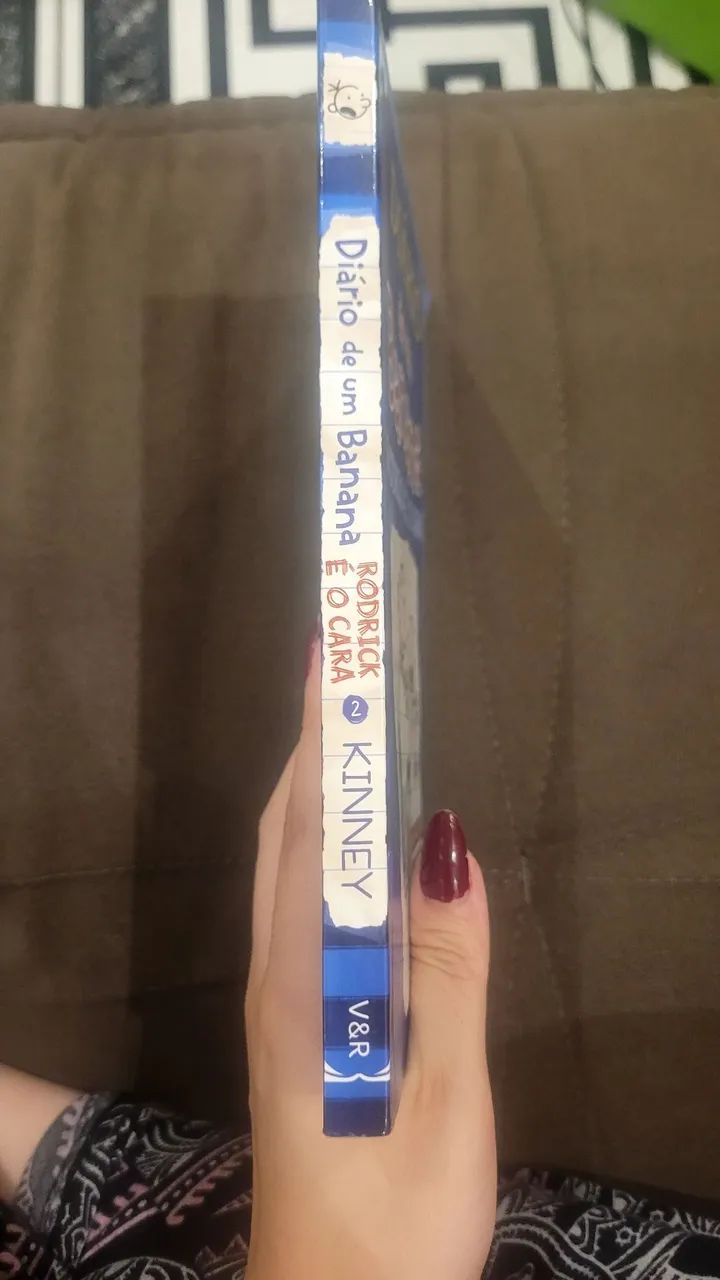 Diário de um Banana
RODRICK
É O CARA
2
KINNEY
V&R